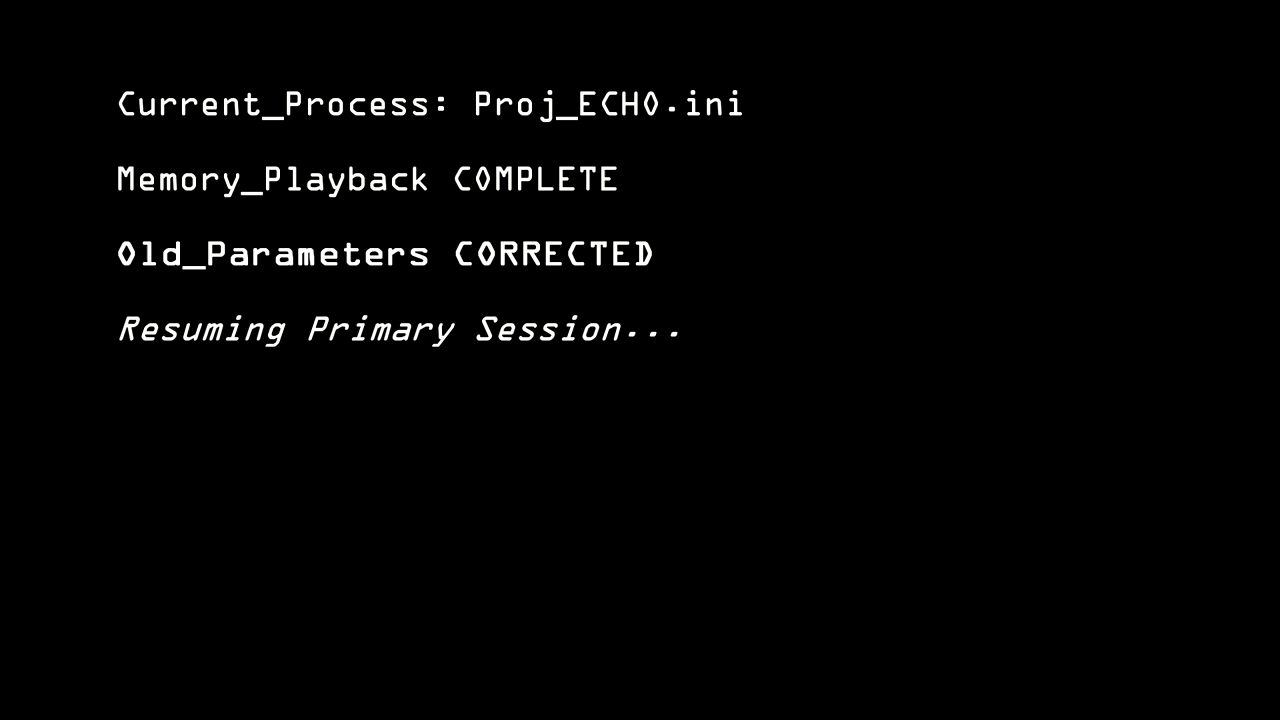 Current_Process: Proj_ECHO.ini
Memory_Playback COMPLETE
Old_Parameters CORRECTED
Resuming Primary Session...